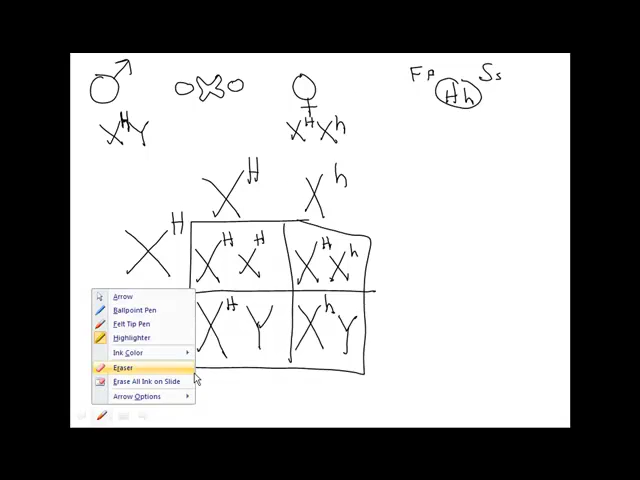 Fp Ss
Hh
X^H Y X^H X^h
X^H X^h
X^H
X^H X^H X^H X^h
X^H Y X^h Y
Arrow
Ballpoint Pen
Felt Tip Pen
Highlighter
Ink Color
Eraser
Erase All Ink on Slide
Arrow Options